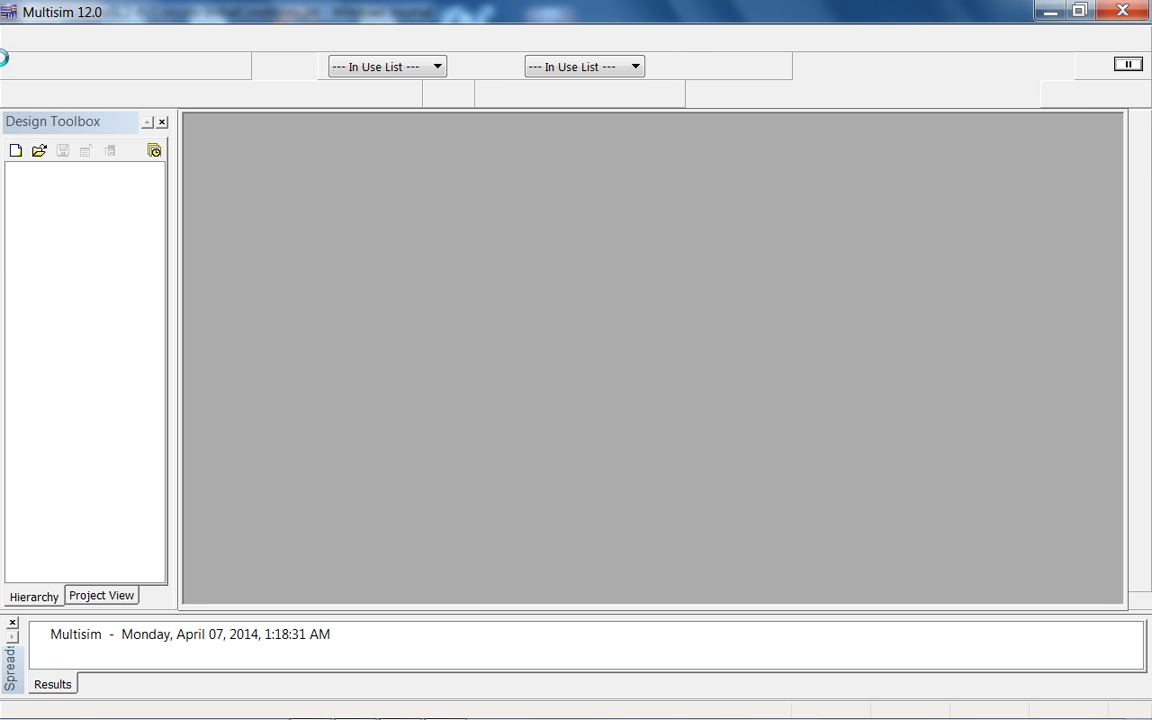 Multisim 12.0
--- In Use List ---
--- In Use List ---
Design Toolbox
Hierarchy
Project View
Multisim - Monday, April 07, 2014, 1:18:31 AM
Spreads
Results